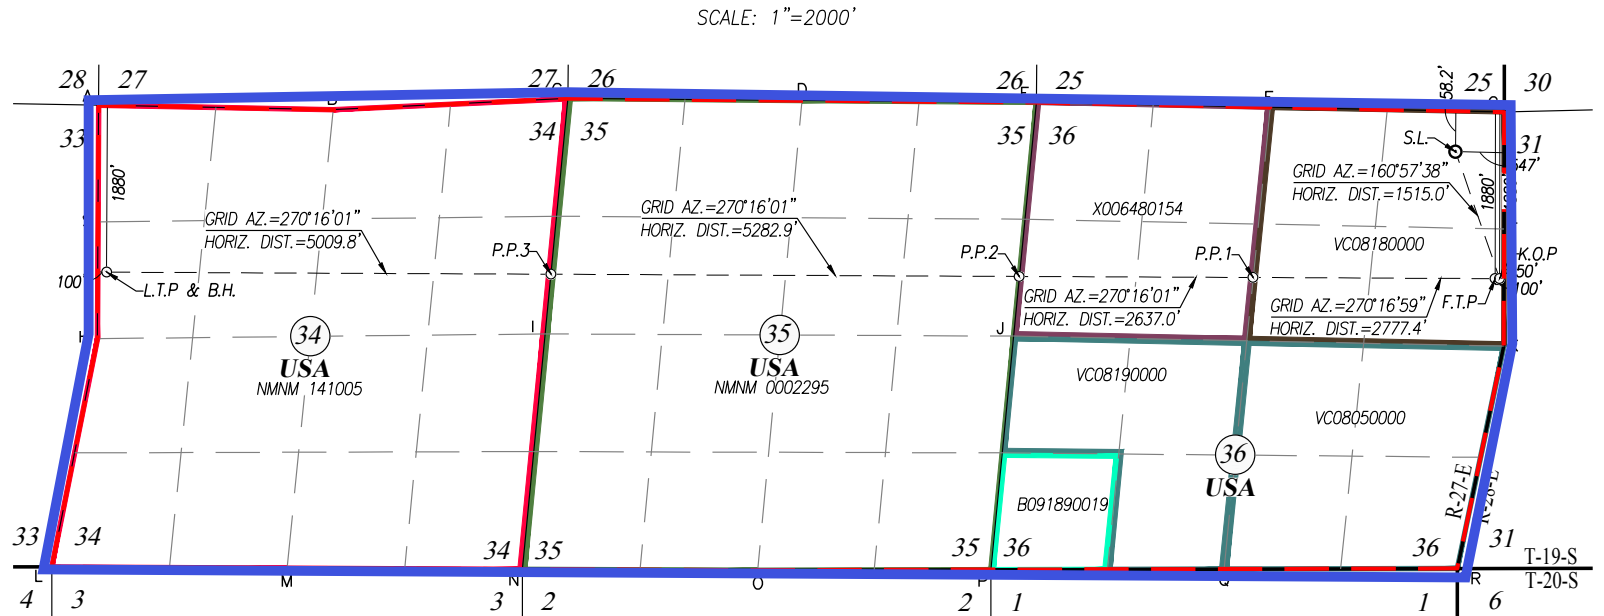 SCALE: 1"=2000'
28 27
27 26
26 25
25 30
A
B
D
58.2'
33
34 35
35 36
31
S.L.
647'
1880'
GRID AZ.=160°57'38"
HORIZ. DIST.=1515.0'
1880'
GRID AZ.=270°16'01"
HORIZ. DIST.=5009.8'
GRID AZ.=270°16'01"
HORIZ. DIST.=5282.9'
X006480154
VC08180000
P.P.3
P.P.2
P.P.1
K.O.P
50'
100'
100'
L.T.P & B.H.
F.T.P
GRID AZ.=270°16'01"
HORIZ. DIST.=2637.0'
GRID AZ.=270°16'59"
HORIZ. DIST.=2777.4'
H
I
J
34
USA
NMNM 141005
35
USA
NMNM 0002295
VC08190000
VC08050000
36
USA
B091890019
R-27-E
R-28-E
33 34
34 35
35 36
36 31
T-19-S
T-20-S
L
M
N
O
P
Q
R
4 3
3 2
2 1
1 6